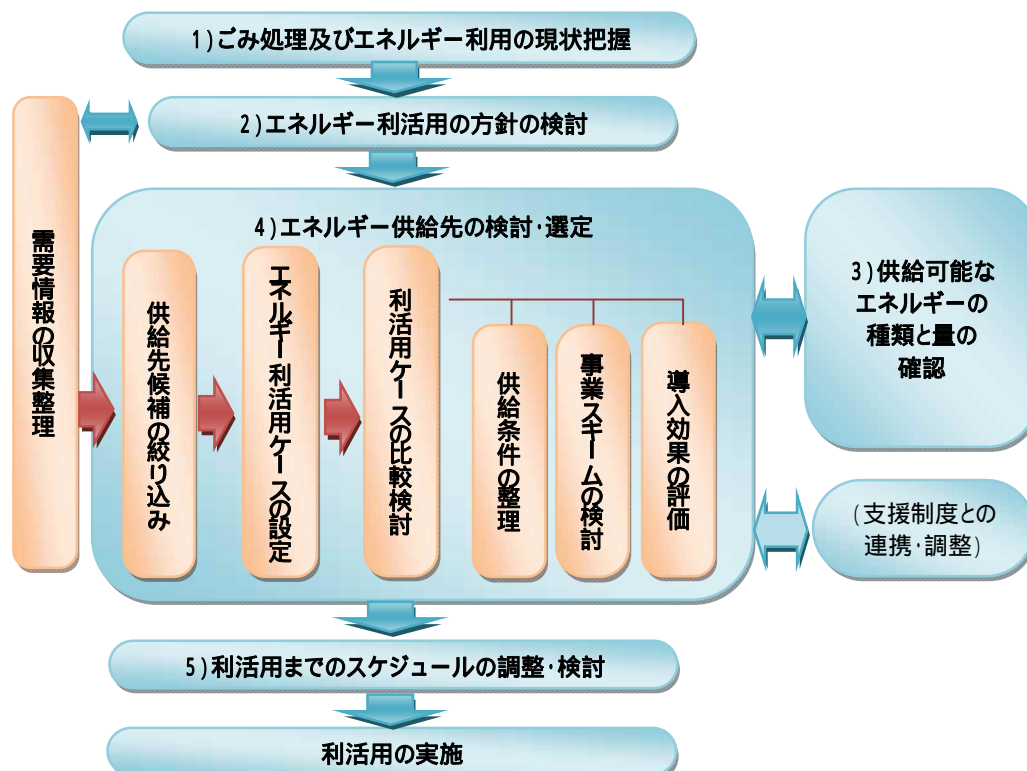 1)ごみ処理及びエネルギー利用の現状把握
2)エネルギー利活用の方針の検討
需要情報の収集整理
4)エネルギー供給先の検討・選定
供給先候補の絞り込み
エネルギー利活用ケースの設定
利活用ケースの比較検討
供給条件の整理
事業スキームの検討
導入効果の評価
3)供給可能な
エネルギーの
種類と量の
確認
(支援制度との
連携・調整)
5)利活用までのスケジュールの調整・検討
利活用の実施